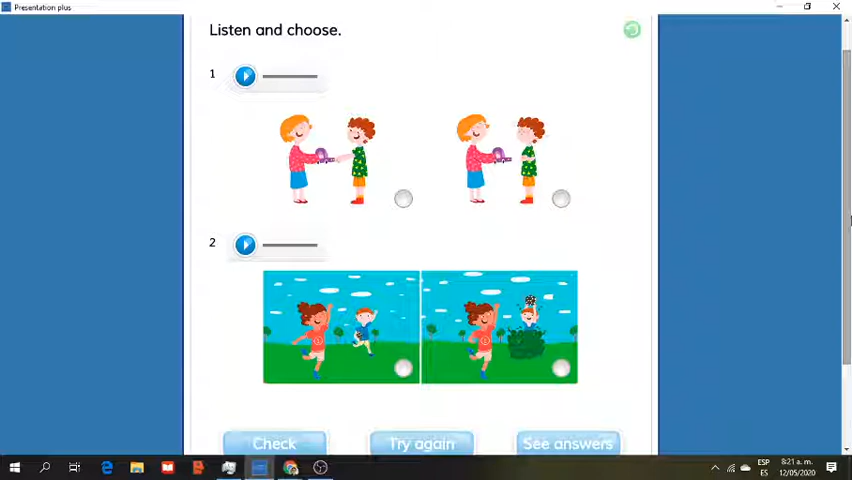 Presentation plus
Listen and choose.
1
2
Check
Try again
See answers
ESP
ES
8:21 a. m.
12/05/2020